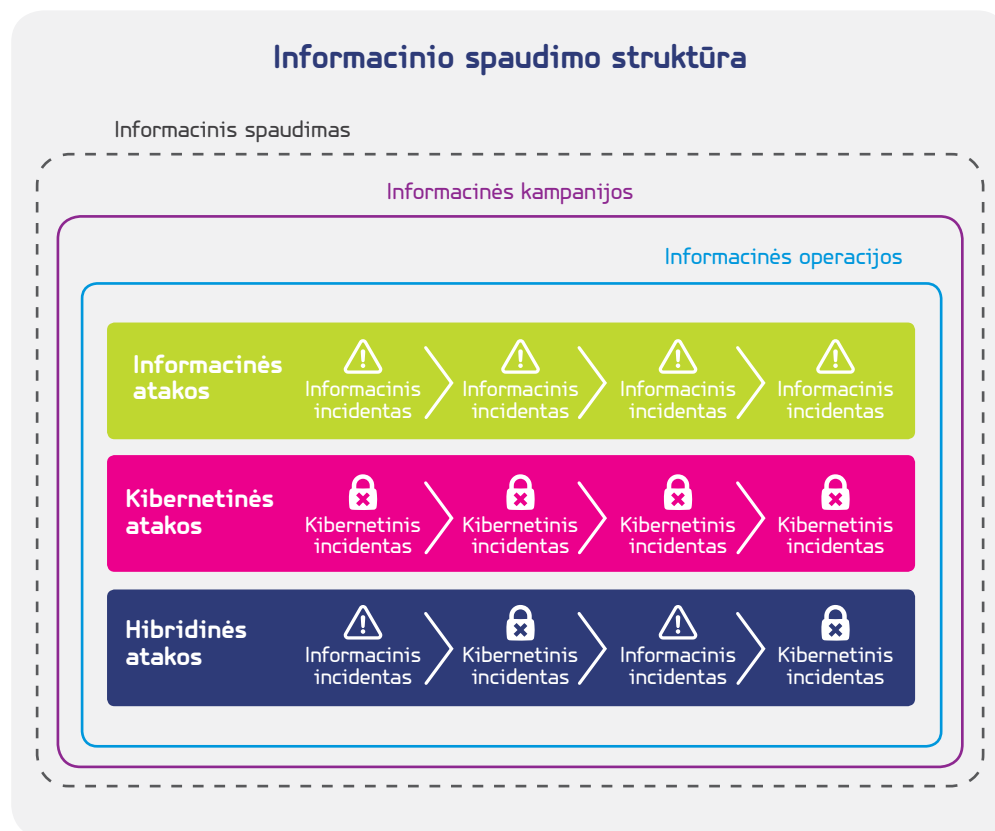 Informacinio spaudimo struktūra
Informacinis spaudimas
Informacinės kampanijos
Informacinės operacijos
Informacinės
atakos
Informacinis
incidentas
Informacinis
incidentas
Informacinis
incidentas
Informacinis
incidentas
Kibernetinės
atakos
Kibernetinis
incidentas
Kibernetinis
incidentas
Kibernetinis
incidentas
Kibernetinis
incidentas
Hibridinės
atakos
Informacinis
incidentas
Kibernetinis
incidentas
Informacinis
incidentas
Kibernetinis
incidentas